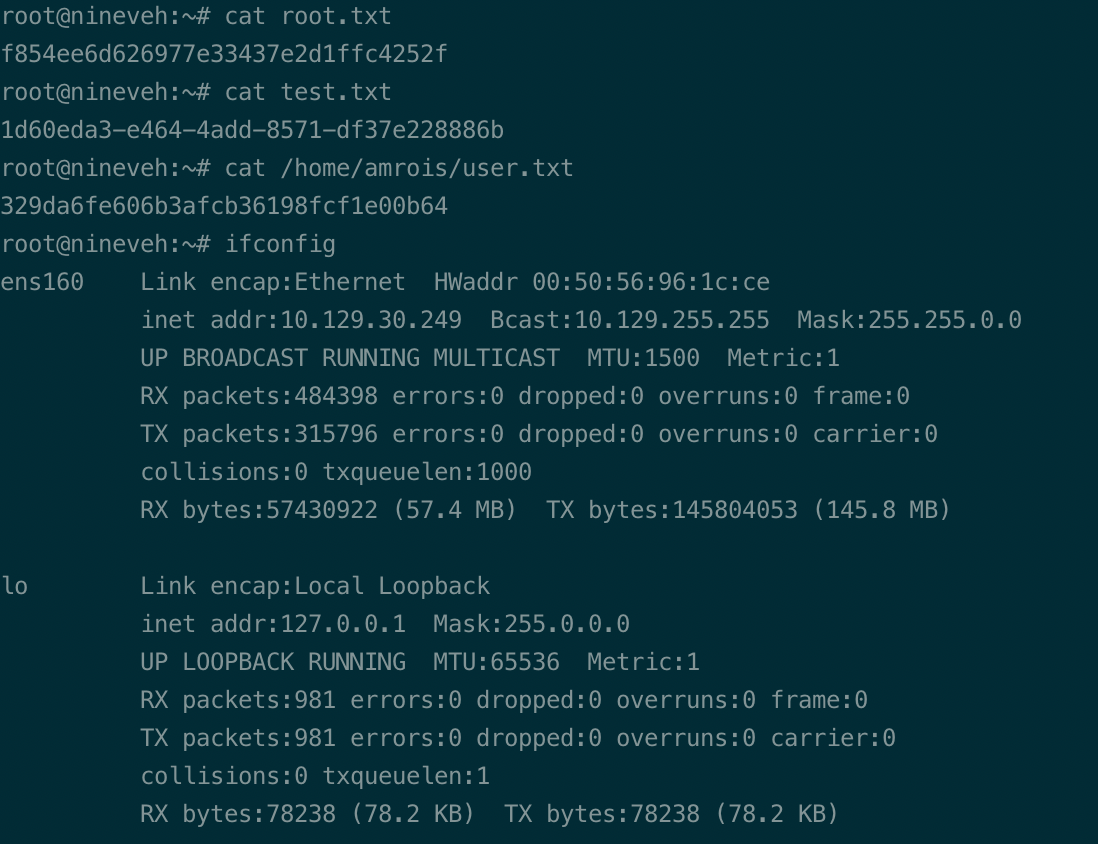 root@nineveh:~# cat root.txt
f854ee6d626977e33437e2d1ffc4252f
root@nineveh:~# cat test.txt
1d60eda3-e464-4add-8571-df37e228886b
root@nineveh:~# cat /home/amrois/user.txt
329da6fe606b3afcb36198fcf1e00b64
root@nineveh:~# ifconfig
ens160    Link encap:Ethernet  HWaddr 00:50:56:96:1c:ce
          inet addr:10.129.30.249  Bcast:10.129.255.255  Mask:255.255.0.0
          UP BROADCAST RUNNING MULTICAST  MTU:1500  Metric:1
          RX packets:484398 errors:0 dropped:0 overruns:0 frame:0
          TX packets:315796 errors:0 dropped:0 overruns:0 carrier:0
          collisions:0 txqueuelen:1000
          RX bytes:57430922 (57.4 MB)  TX bytes:145804053 (145.8 MB)

lo        Link encap:Local Loopback
          inet addr:127.0.0.1  Mask:255.0.0.0
          UP LOOPBACK RUNNING  MTU:65536  Metric:1
          RX packets:981 errors:0 dropped:0 overruns:0 frame:0
          TX packets:981 errors:0 dropped:0 overruns:0 carrier:0
          collisions:0 txqueuelen:1
          RX bytes:78238 (78.2 KB)  TX bytes:78238 (78.2 KB)